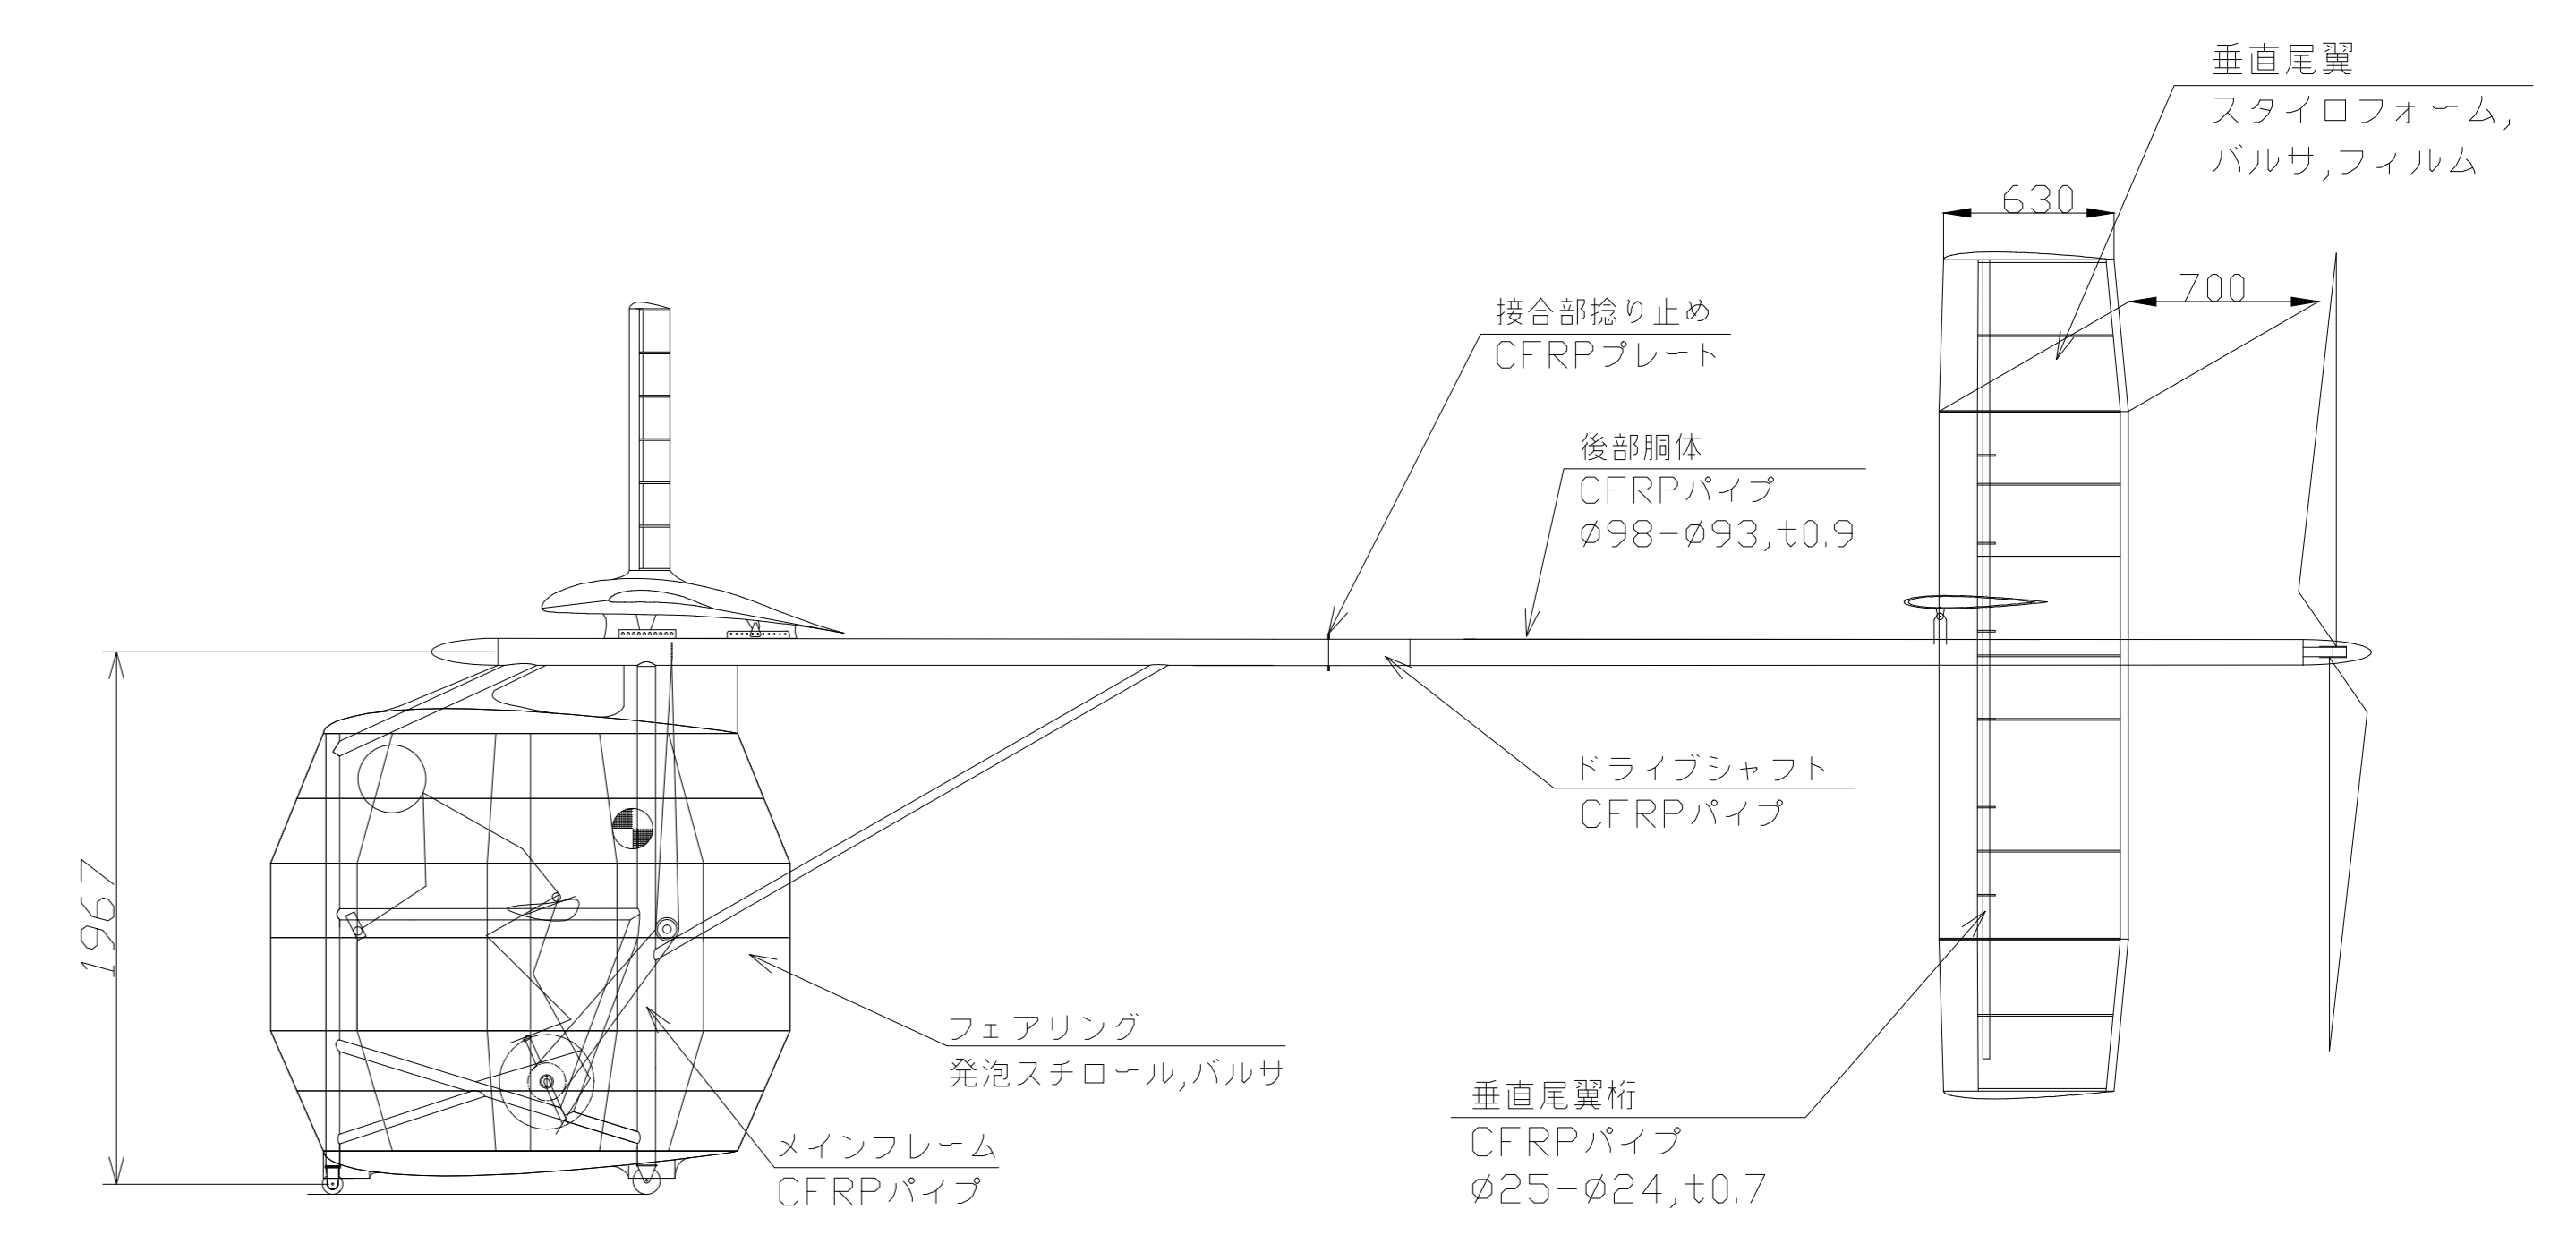 垂直尾翼
スタイロフォーム,
バルサ,フィルム
630
700
接合部捻り止め
CFRPプレート
後部胴体
CFRPパイプ
Ø98-Ø93,t0.9
ドライブシャフト
CFRPパイプ
1967
フェアリング
発泡スチロール,バルサ
メインフレーム
CFRPパイプ
垂直尾翼桁
CFRPパイプ
Ø25-Ø24,t0.7